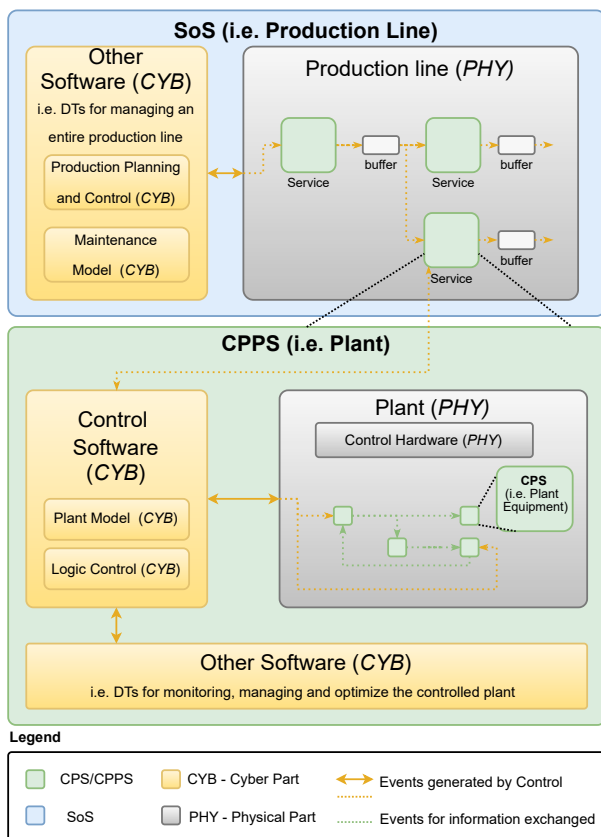 SoS (i.e. Production Line)
Other
Software (CYB)
i.e. DTs for managing an
entire production line
Production Planning
and Control (CYB)
Maintenance
Model (CYB)
Production line (PHY)
Service
buffer
Service
buffer
Service
buffer
CPPS (i.e. Plant)
Control
Software
(CYB)
Plant Model (CYB)
Logic Control (CYB)
Plant (PHY)
Control Hardware (PHY)
CPS
(i.e. Plant
Equipment)
Other Software (CYB)
i.e. DTs for monitoring, managing and optimize the controlled plant
Legend
CPS/CPPS
CYB - Cyber Part
Events generated by Control
SoS
PHY - Physical Part
Events for information exchanged